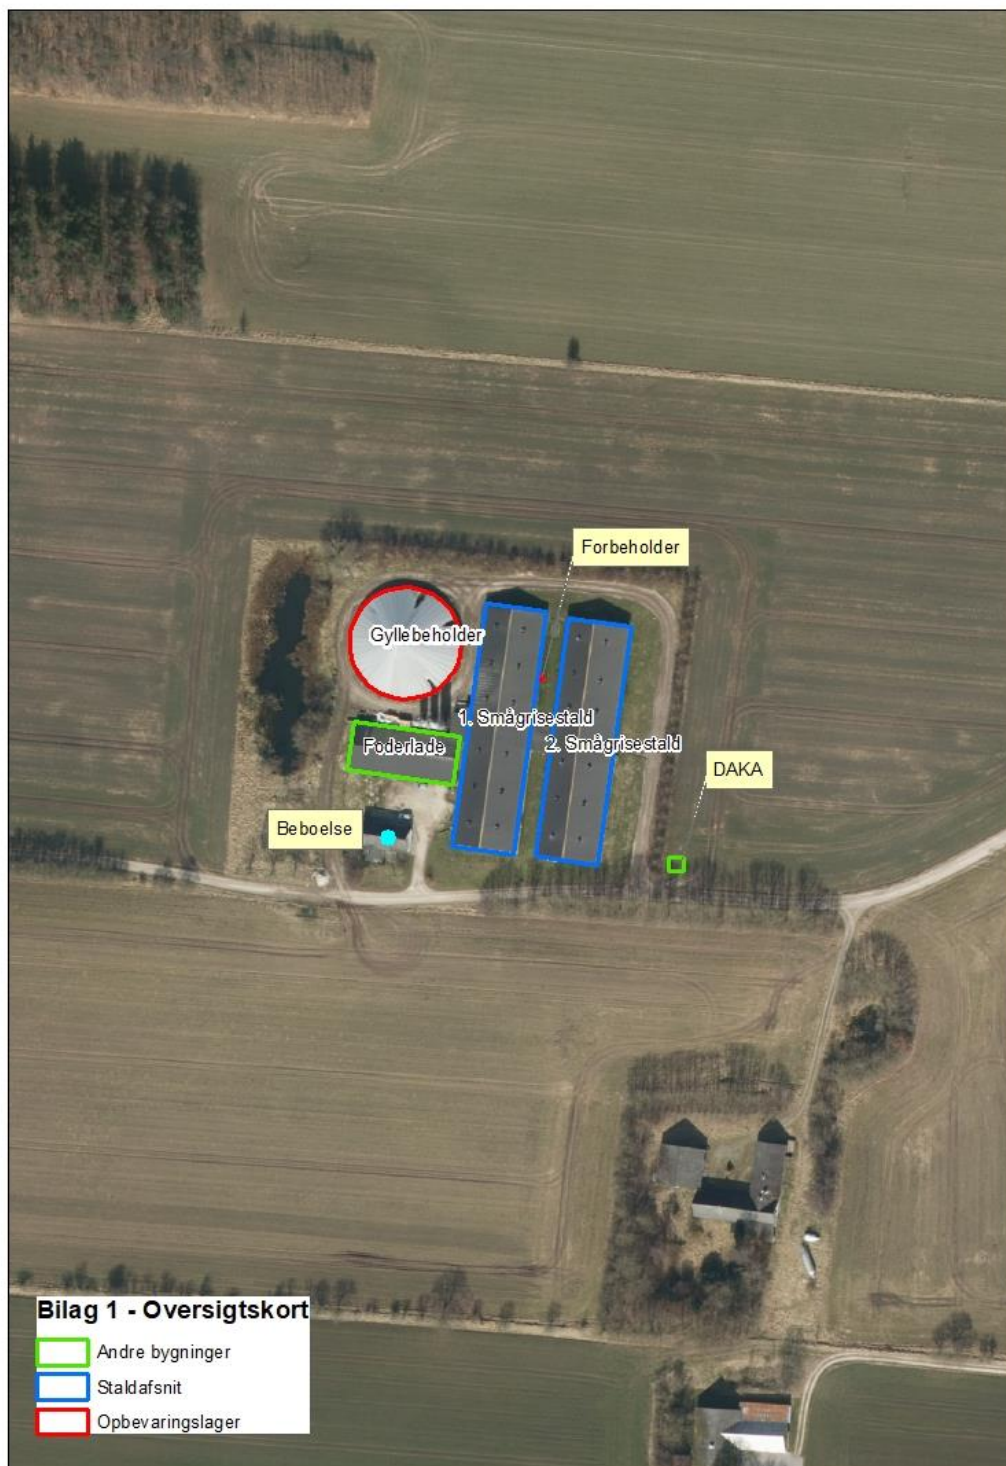 Forbeholder
Gyllebeholder
1. Smågrisestald
2. Smågrisestald
Foderlade
DAKA
Beboelse
Bilag 1 - Oversigtskort
Andre bygninger
Staldafsnit
Opbevaringslager